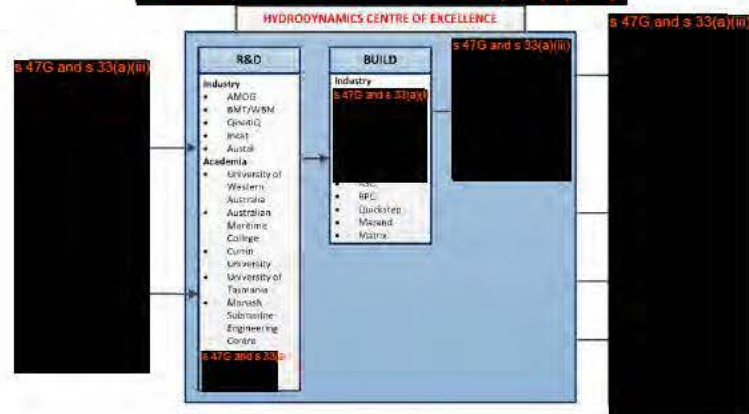 HYDRODYNAMICS CENTRE OF EXCELLENCE
s 47G and s 33(a)(iii)
s 47G and s 33(a)(iii)
R&D
Industry
• AMOG
• BMT/WBM
• QinetiQ
• Incat
• Austal
Academia
• University of
Western
Australia
• Australian
Maritime
College
• Curtin
University
• University of
Tasmania
• Monash
Submarine
Engineering
Centre
s 47G and s 33(a
BUILD
Industry
s 47G and s 33(a)(i
• ASC
• RPC
• Quickstep
• Marand
• Matrix
s 47G and s 33(a)(iii)